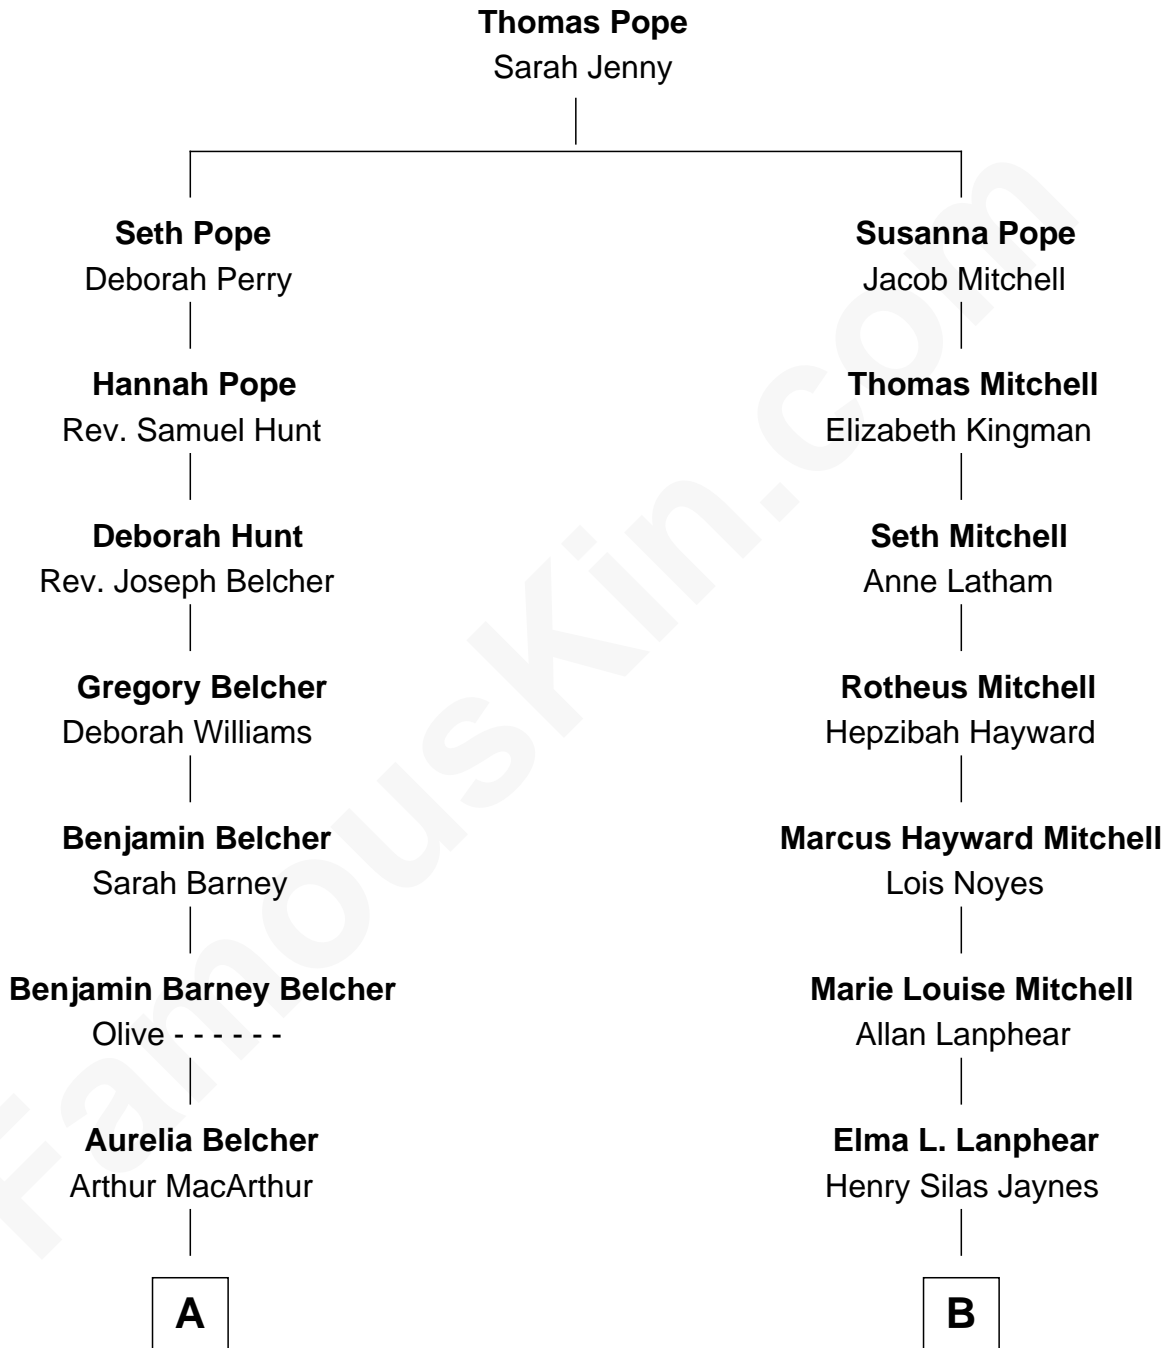 Thomas Pope
Sarah Jenny
Seth Pope
Deborah Perry
Hannah Pope
Rev. Samuel Hunt
Deborah Hunt
Rev. Joseph Belcher
Gregory Belcher
Deborah Williams
Benjamin Belcher
Sarah Barney
Benjamin Barney Belcher
Olive - - - - - -
Aurelia Belcher
Arthur MacArthur
A
Susanna Pope
Jacob Mitchell
Thomas Mitchell
Elizabeth Kingman
Seth Mitchell
Anne Latham
Rotheus Mitchell
Hepzibah Hayward
Marcus Hayward Mitchell
Lois Noyes
Marie Louise Mitchell
Allan Lanphear
Elma L. Lanphear
Henry Silas Jaynes
B
FamousKin.com